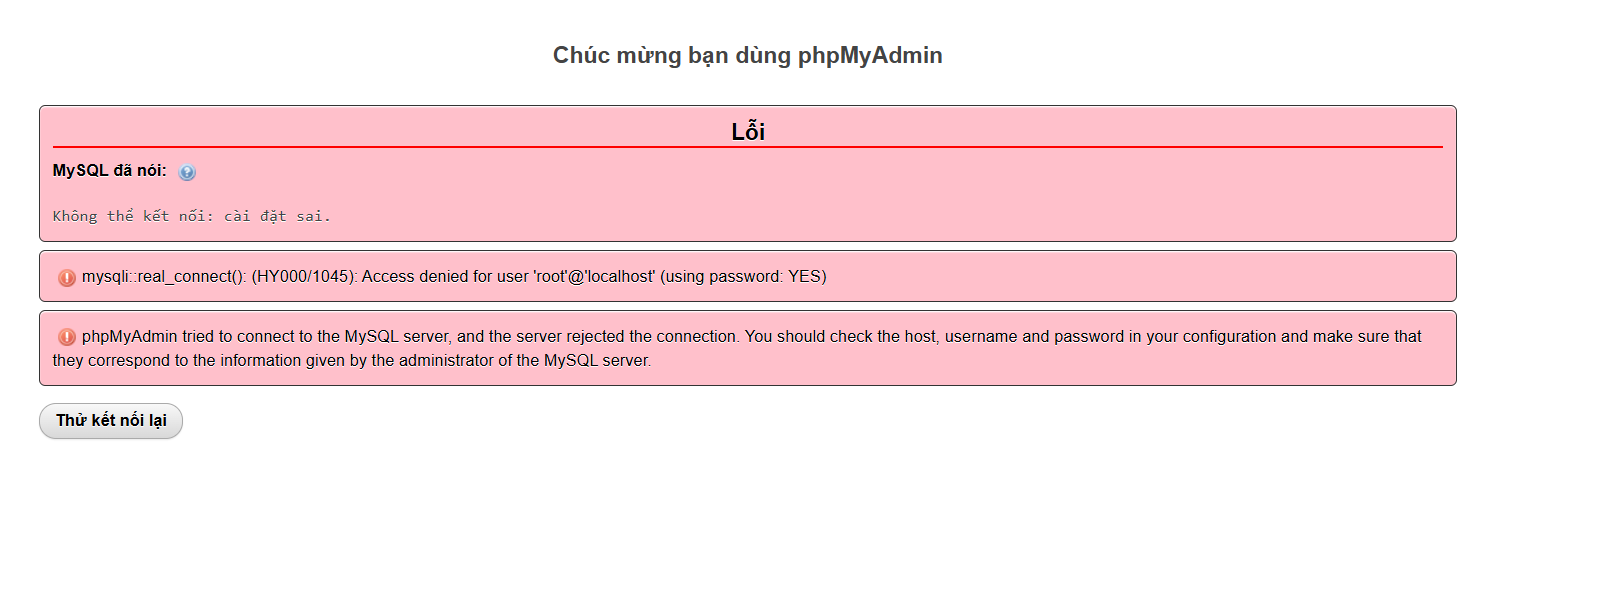 Chúc mừng bạn dùng phpMyAdmin
Lỗi
MySQL đã nói:
Không thể kết nối: cài đặt sai.
mysqli::real_connect(): (HY000/1045): Access denied for user 'root'@'localhost' (using password: YES)
phpMyAdmin tried to connect to the MySQL server, and the server rejected the connection. You should check the host, username and password in your configuration and make sure that
they correspond to the information given by the administrator of the MySQL server.
Thử kết nối lại